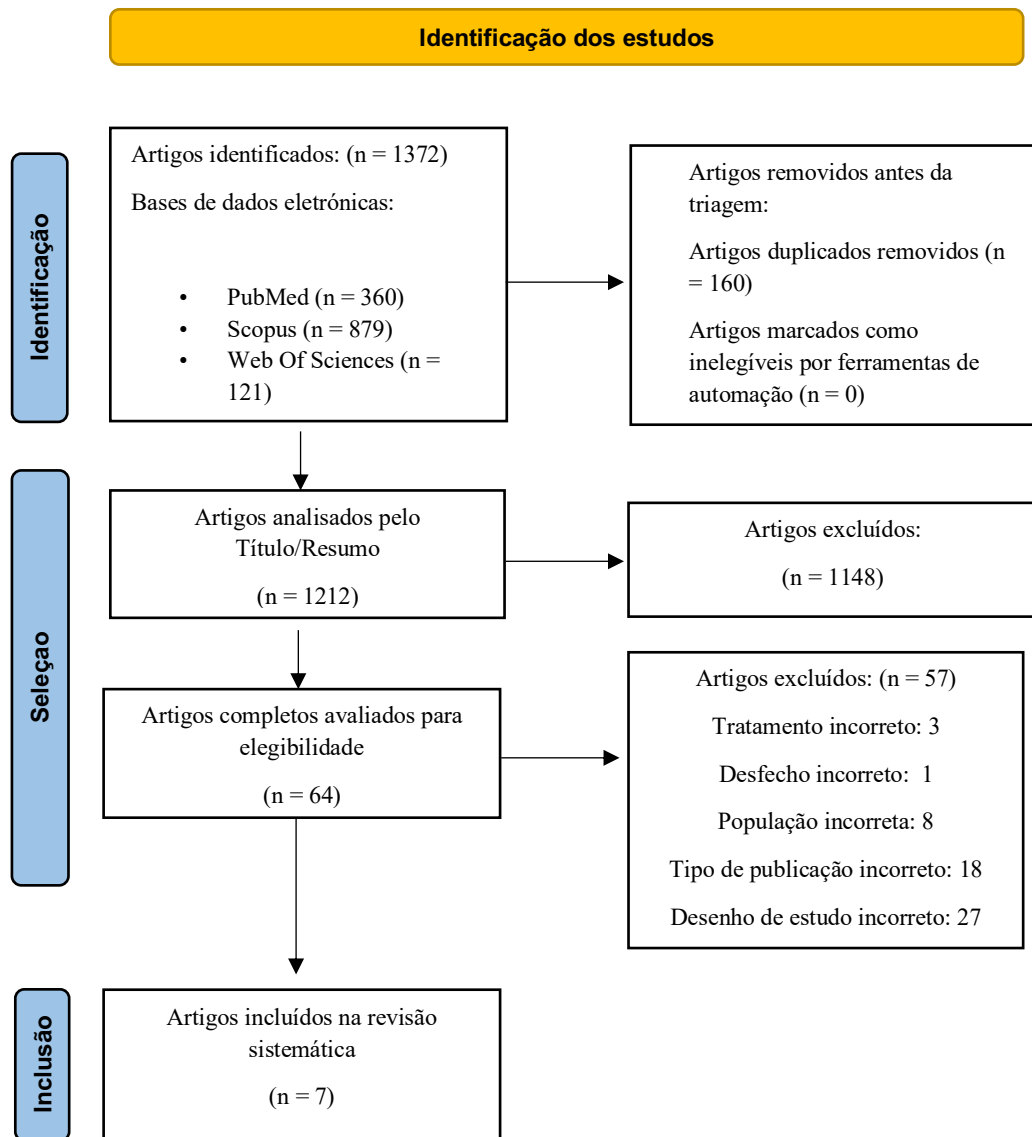 Identificação dos estudos
Identificação
Artigos identificados: (n = 1372)
Bases de dados eletrónicas:
• PubMed (n = 360)
• Scopus (n = 879)
• Web Of Sciences (n =
121)
Artigos removidos antes da
triagem:
Artigos duplicados removidos (n
= 160)
Artigos marcados como
inelegíveis por ferramentas de
automação (n = 0)
Seleçao
Artigos analisados pelo
Título/Resumo
(n = 1212)
Artigos excluídos:
(n = 1148)
Artigos completos avaliados para
elegibilidade
(n = 64)
Artigos excluídos: (n = 57)
Tratamento incorreto: 3
Desfecho incorreto: 1
População incorreta: 8
Tipo de publicação incorreto: 18
Desenho de estudo incorreto: 27
Inclusão
Artigos incluídos na revisão
sistemática
(n = 7)